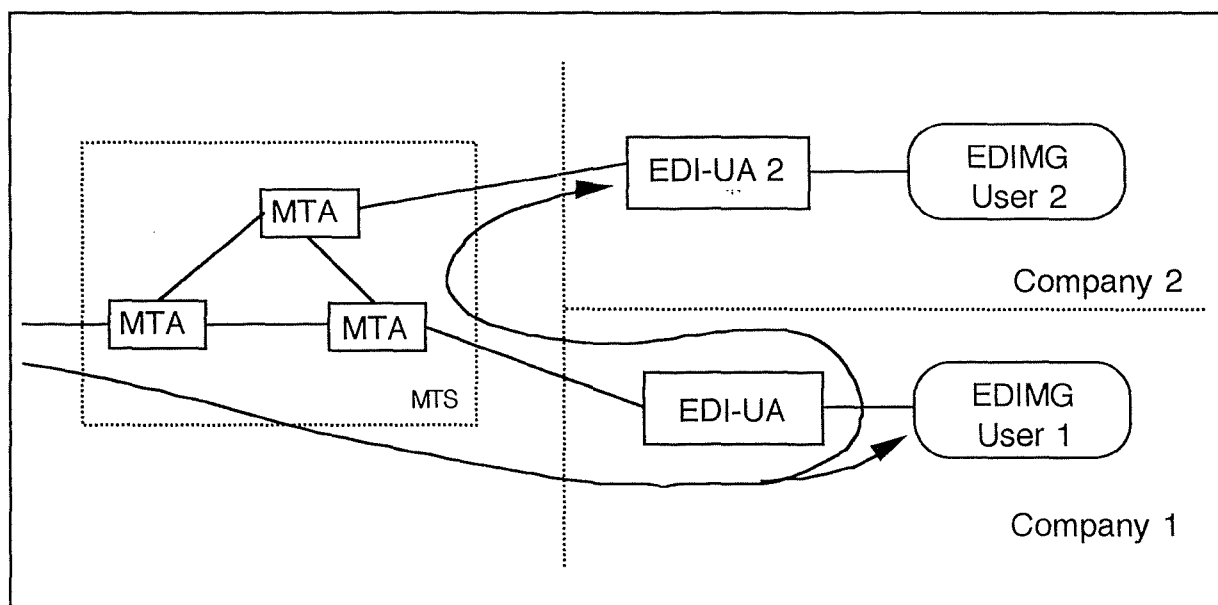 EDI-UA 2
EDIMG
User 2
MTA
Company 2
MTA
MTA
MTS
EDI-UA
EDIMG
User 1
Company 1